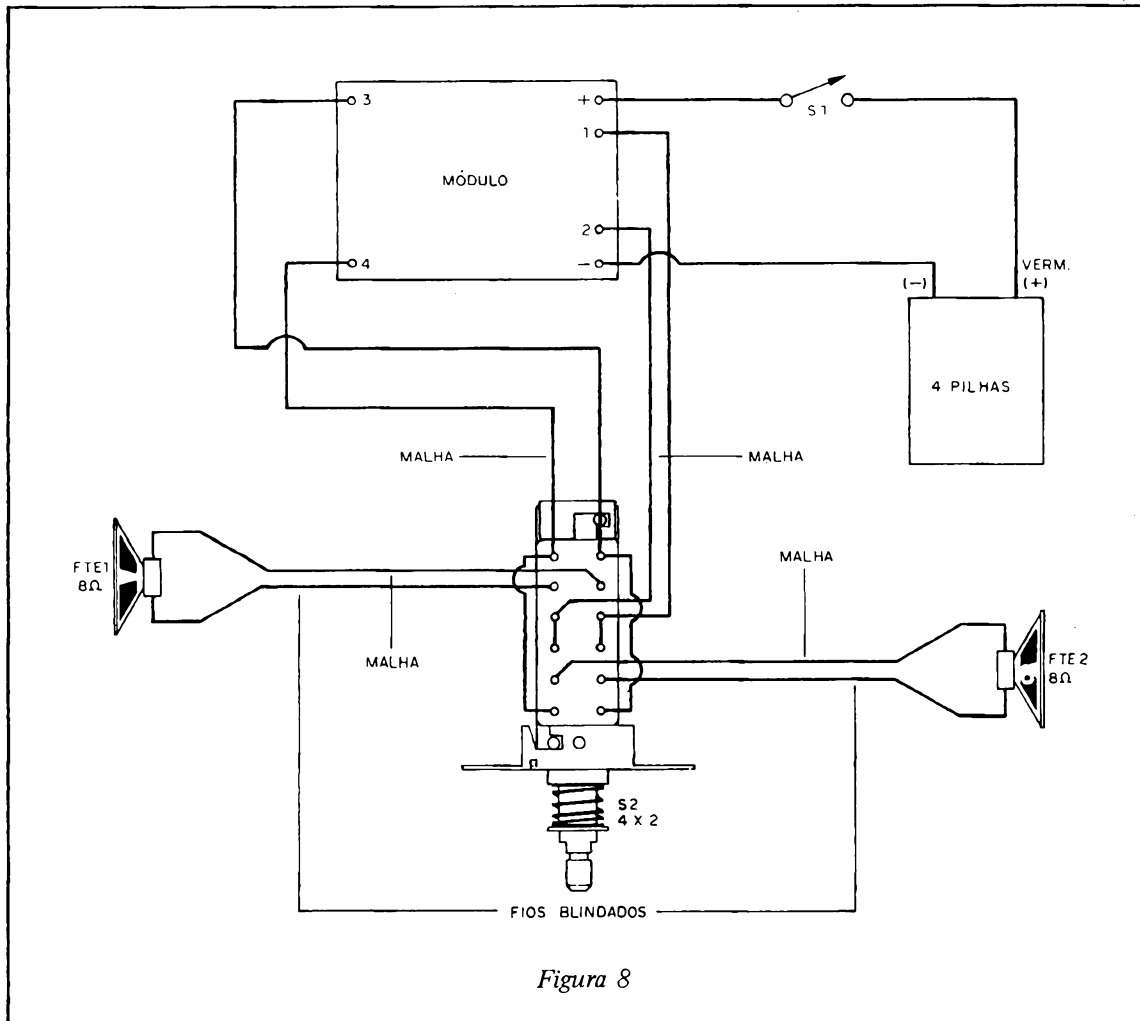 3
+
S1
1
MÓDULO
2
4
-
VERM.
(-)
(+)
4 PILHAS
MALHA
MALHA
FTE1
8Ω
MALHA
MALHA
FTE2
8Ω
S2
4 X 2
FIOS BLINDADOS
Figura 8